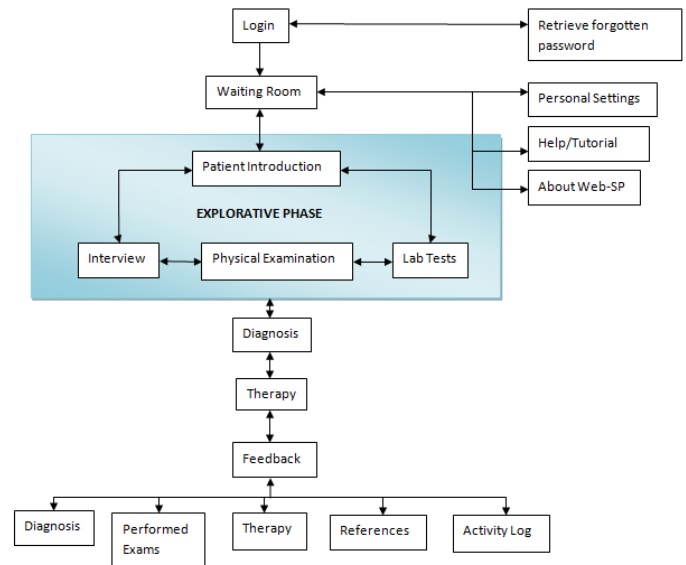 Login
Retrieve forgotten
password
Waiting Room
Personal Settings
Help/Tutorial
About Web-SP
Patient Introduction
EXPLORATIVE PHASE
Interview
Physical Examination
Lab Tests
Diagnosis
Therapy
Feedback
Diagnosis
Performed
Exams
Therapy
References
Activity Log